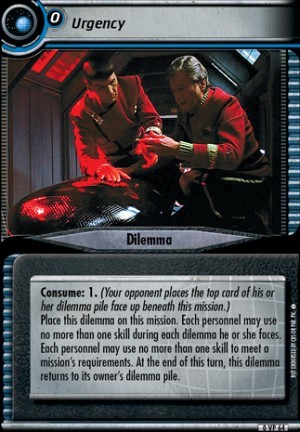 0
Urgency
Dilemma
Consume: 1. (Your opponent places the top card of his or
her dilemma pile face up beneath this mission.)
Place this dilemma on this mission. Each personnel may use
no more than one skill during each dilemma he or she faces.
Each personnel may use no more than one skill to meet a
mission's requirements. At the end of this turn, this dilemma
returns to its owner's dilemma pile.
0 VP 44